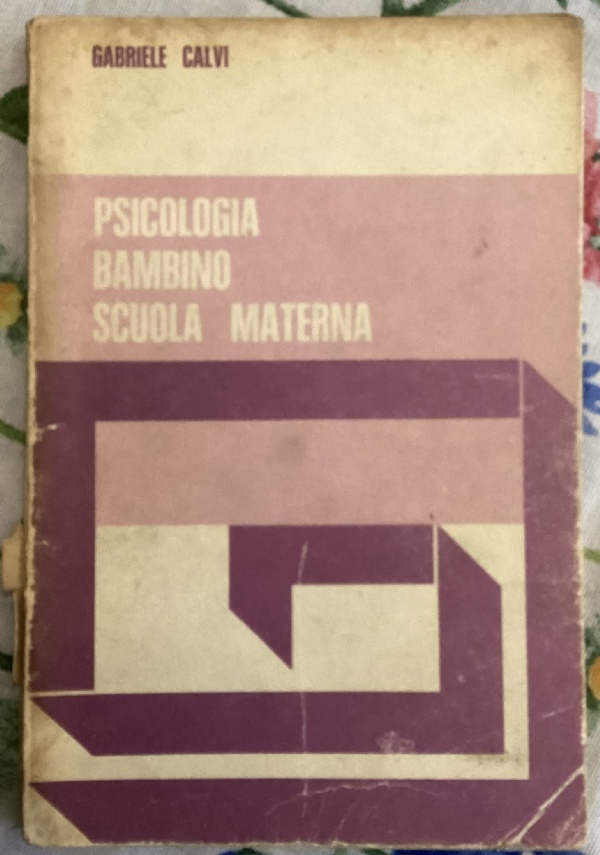 GABRIELE CALVI
PSICOLOGIA
BAMBINO
SCUOLA MATERNA